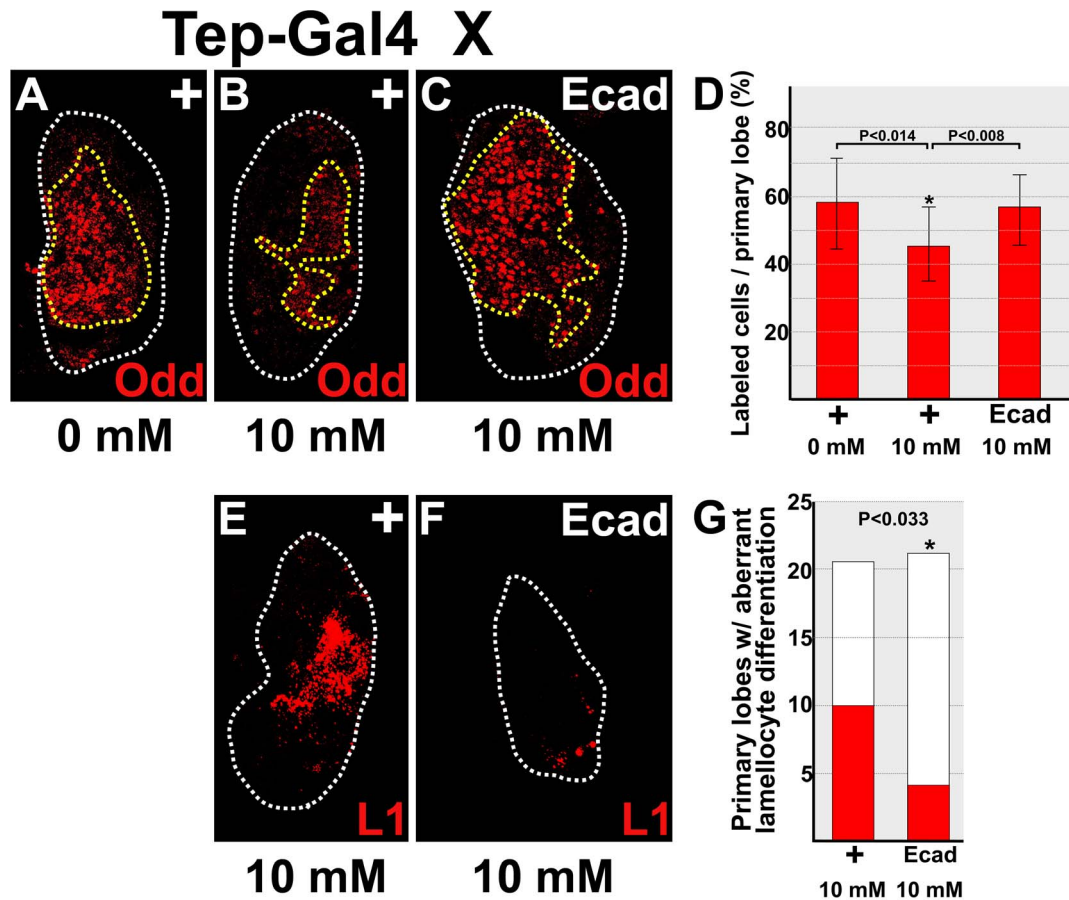 Tep-Gal4 X
A +
B +
C Ecad
Odd
Odd
Odd
0 mM
10 mM
10 mM
D
Labeled cells / primary lobe (%)
80
60
40
20
P<0.014
P<0.008
*
+
+
Ecad
0 mM
10 mM
10 mM
E +
F Ecad
L1
L1
10 mM
10 mM
G
Primary lobes w/ aberrant
lamellocyte differentiation
25
20
15
10
5
P<0.033
*
+
Ecad
10 mM
10 mM